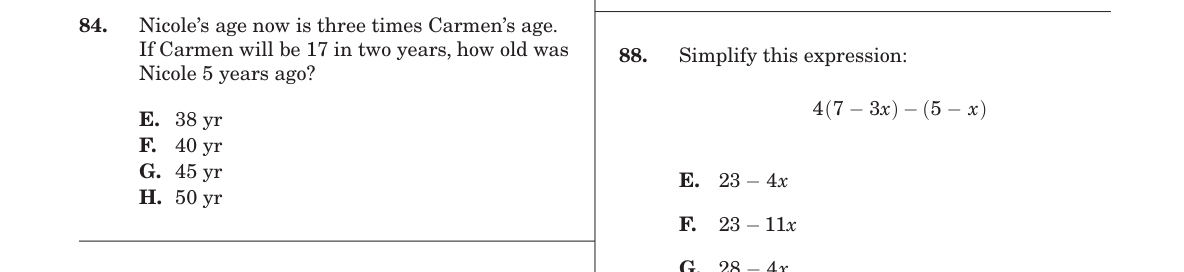 84. Nicole’s age now is three times Carmen’s age.
If Carmen will be 17 in two years, how old was
Nicole 5 years ago?
E. 38 yr
F. 40 yr
G. 45 yr
H. 50 yr
88. Simplify this expression:
4(7 – 3x) – (5 – x)
E. 23 – 4x
F. 23 – 11x
G. 28 – 4x